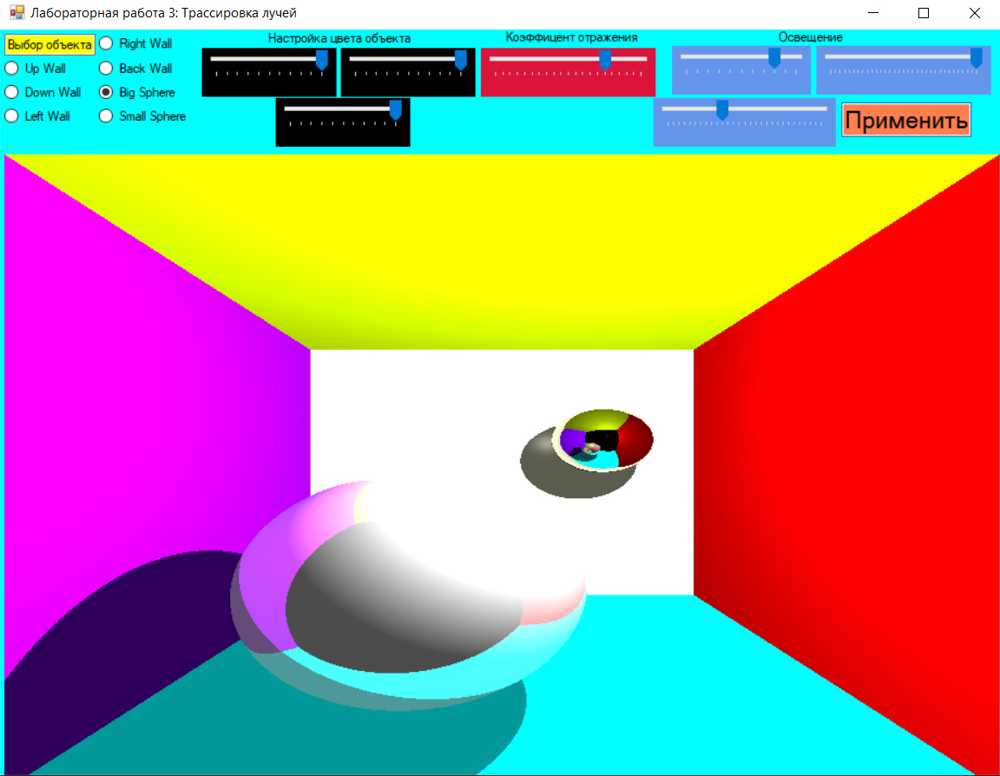 Лабораторная работа 3: Трассировка лучей
Выбор объекта
Right Wall
Up Wall
Back Wall
Down Wall
Big Sphere
Left Wall
Small Sphere
Настройка цвета объекта
Коэффицент отражения
Освещение
Применить